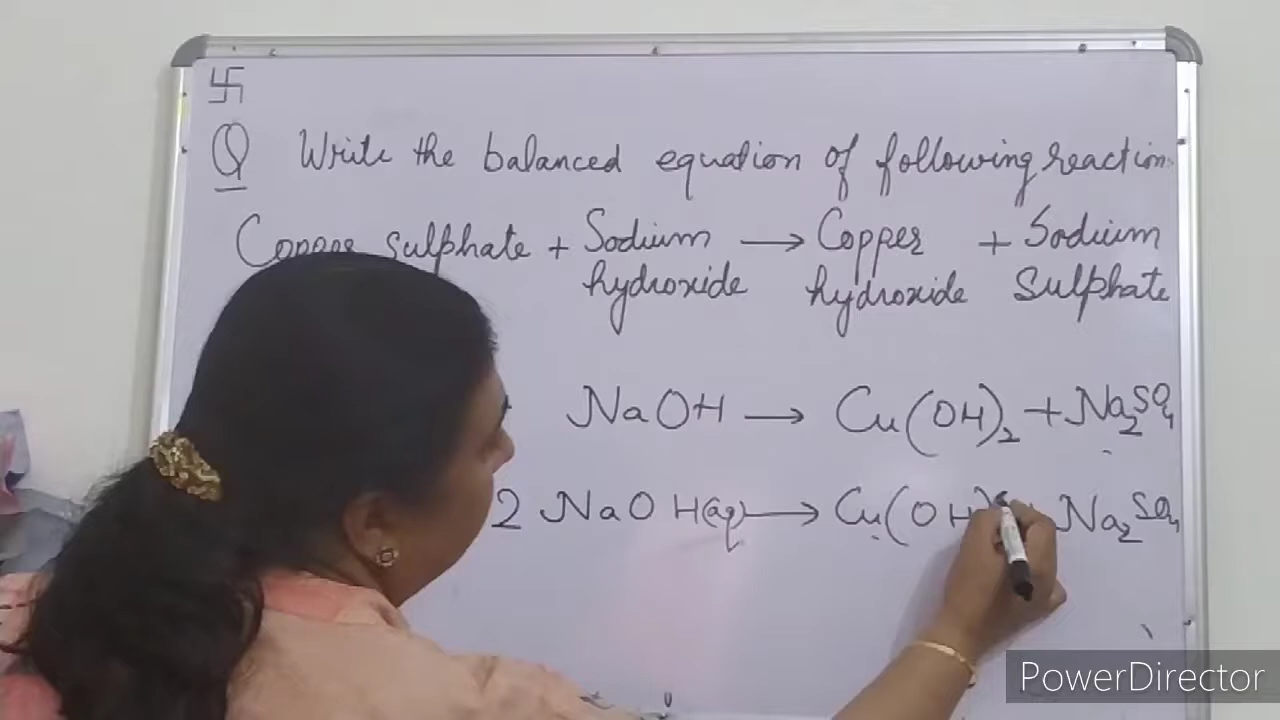 卐
Q Write the balanced equation of following reaction.
Copper sulphate + Sodium hydroxide → Copper hydroxide + Sodium Sulphate
NaOH → Cu(OH)₂ + Na₂SO₄
2 NaOH(aq) → Cu(OH) Na₂SO₄
PowerDirector